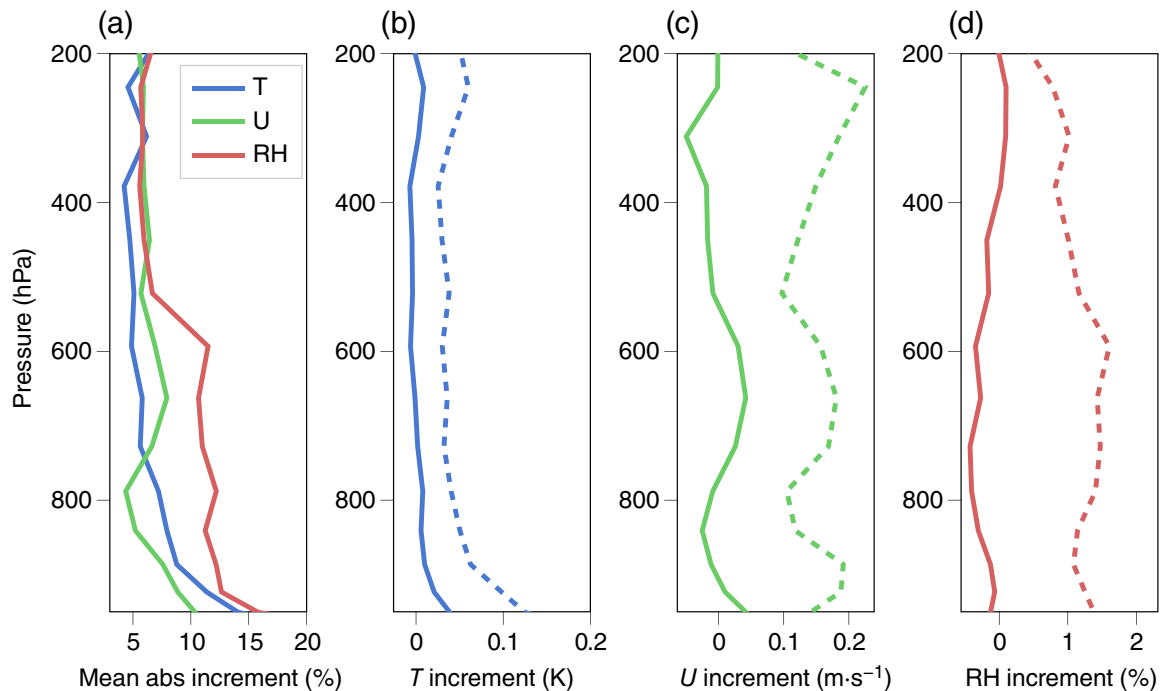 (a)
(b)
(c)
(d)
200
400
600
800
Pressure (hPa)
T
U
RH
5
10
15
20
Mean abs increment (%)
200
400
600
800
0
0.1
0.2
T increment (K)
200
400
600
800
0
0.1
0.2
U increment (m·s⁻¹)
200
400
600
800
0
1
2
RH increment (%)